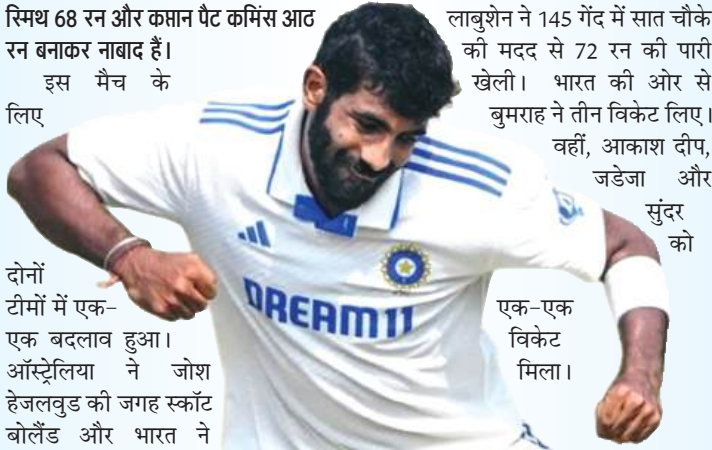 स्मिथ 68 रन और कप्तान पैट कमिंस आठ
रन बनाकर नाबाद हैं।
इस मैच के
लिए
दोनों
टीमों में एक-
एक बदलाव हुआ।
ऑस्ट्रेलिया ने जोश
हेजलवुड की जगह स्कॉट
बोलैंड और भारत ने
लाबुशेन ने 145 गेंद में सात चौके
की मदद से 72 रन की पारी
खेली। भारत की ओर से
बुमराह ने तीन विकेट लिए।
वहीं, आकाश दीप,
जडेजा और
सुंदर
को
एक-एक
विकेट
मिला।
DREAM11